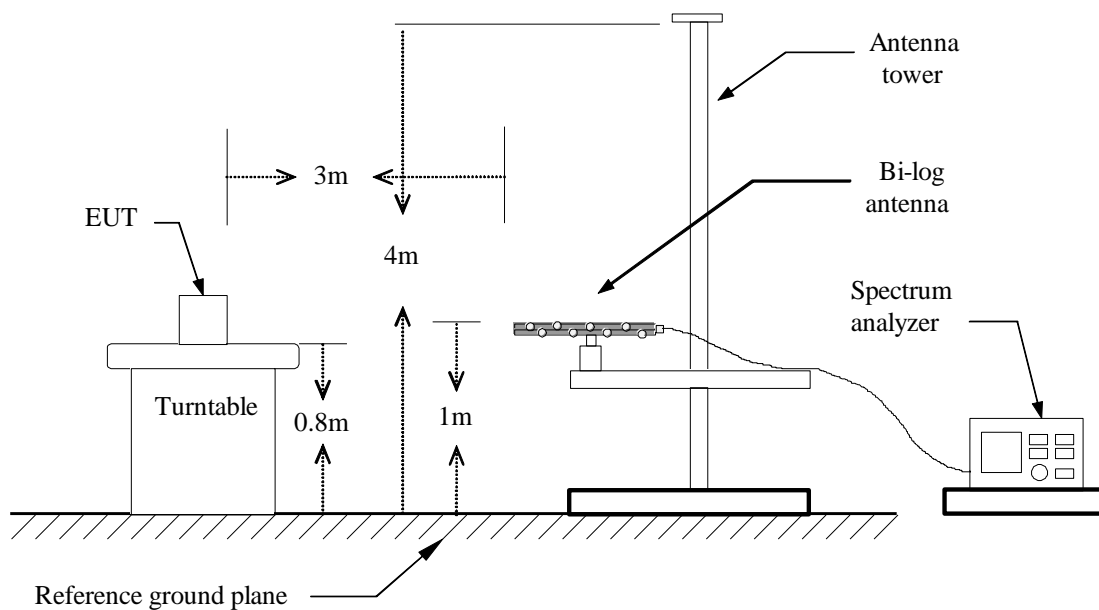 Antenna
tower
3m
Bi-log
antenna
EUT
4m
Spectrum
analyzer
Turntable
0.8m
1m
Reference ground plane